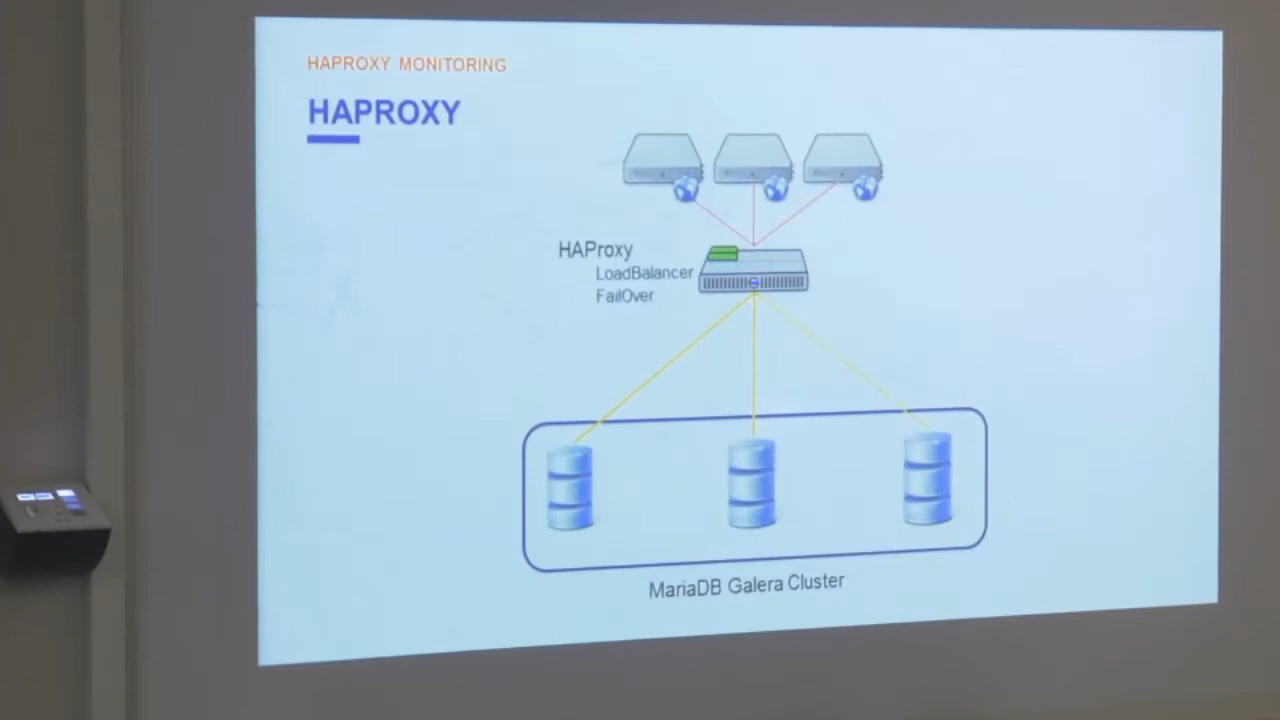 HAPROXY MONITORING
HAPROXY
HAProxy
LoadBalancer
FailOver
MariaDB Galera Cluster